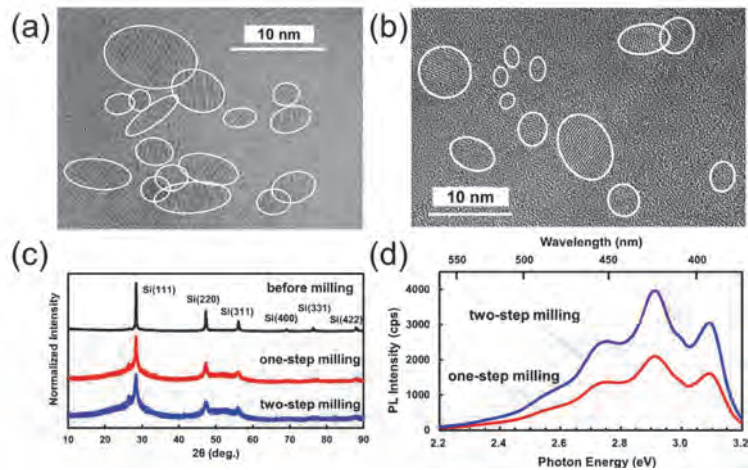 (a)
10 nm
(b)
10 nm
(c)
Normalized Intensity
Si(111)
Si(220)
Si(311)
Si(400)
Si(331)
Si(422)
before milling
one-step milling
two-step milling
10 20 30 40 50 60 70 80 90
2θ (deg.)
(d)
Wavelength (nm)
550 500 450 400
PL Intensity (cps)
4000
3000
2000
1000
0
two-step milling
one-step milling
2.2 2.4 2.6 2.8 3.0 3.2
Photon Energy (eV)